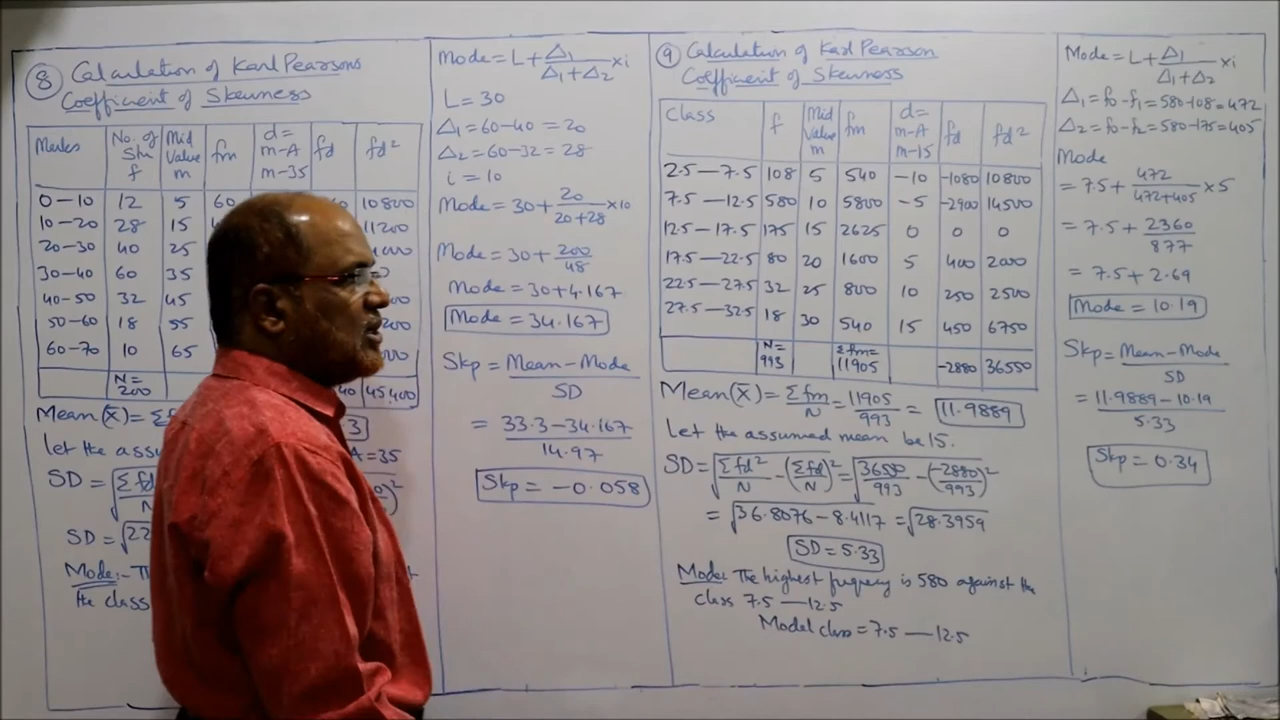 8 Calculation of Karl Pearsons
Coefficient of Skewness
Marks No. of Stu f Mid Value m fm d= m-A m-35 fd fd²
0-10 12 5 60 10800
10-20 28 15 11200
20-30 40 25
30-40 60 35
40-50 32 45
50-60 18 55
60-70 10 65
N= 200 45,400
Mean (x̄) = Σ
let the A=35
SD = √ Σfd
N
SD = √22
Mode:-
the class
Mode = L + Δ1 / Δ1+Δ2 ×i
L = 30
Δ1 = 60-40 = 20
Δ2 = 60-32 = 28
i = 10
Mode = 30 + 20 / 20+28 ×10
Mode = 30 + 200 / 48
Mode = 30+4.167
Mode = 34.167
Skp = Mean - Mode / SD
= 33.3-34.167 / 14.97
Skp = -0.058
9 Calculation of Karl Pearson
Coefficient of Skewness
Class f Mid Value m fm d= m-A m-15 fd fd²
2.5-7.5 108 5 540 -10 -1080 10800
7.5-12.5 580 10 5800 -5 -2900 14500
12.5-17.5 175 15 2625 0 0 0
17.5-22.5 80 20 1600 5 400 2000
22.5-27.5 32 25 800 10 250 2500
27.5-32.5 18 30 540 15 450 6750
N= 993 Σfm= 11905 -2880 36550
Mean (x̄) = Σfm / N = 11905 / 993 = 11.9889
Let the assumed mean be 15.
SD = √ Σfd² / N - (Σfd / N)² = √ 36550 / 993 - (-2880 / 993)²
= √36.8076-8.4117 = √28.3959
SD = 5.33
Mode: The highest frequency is 580 against the
class 7.5-12.5
Model class = 7.5-12.5
Mode = L + Δ1 / Δ1+Δ2 ×i
Δ1 = f0-f1 = 580-108 = 472
Δ2 = f0-f2 = 580-175 = 405
Mode
= 7.5 + 472 / 472+405 ×5
= 7.5 + 2360 / 877
= 7.5 + 2.69
Mode = 10.19
Skp = Mean - Mode / SD
= 11.9889-10.19 / 5.33
Skp = 0.34